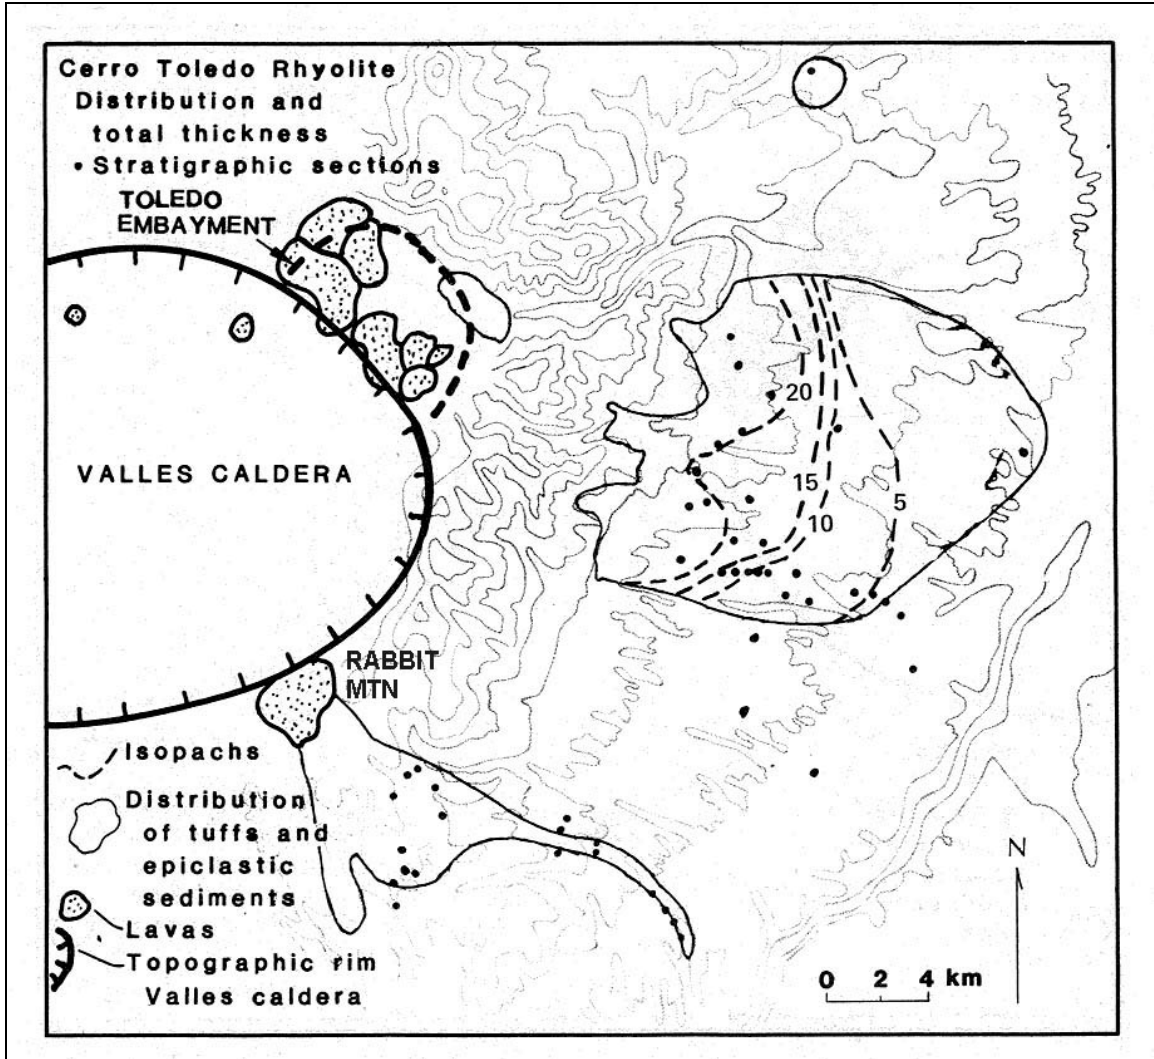 Cerro Toledo Rhyolite
Distribution and
total thickness
• Stratigraphic sections
TOLEDO
EMBAYMENT
20
VALLES CALDERA
15
10
5
RABBIT
MTN
Isopachs
Distribution
of tuffs and
epiclastic
sediments
Lavas
Topographic rim
Valles caldera
N
0 2 4 km